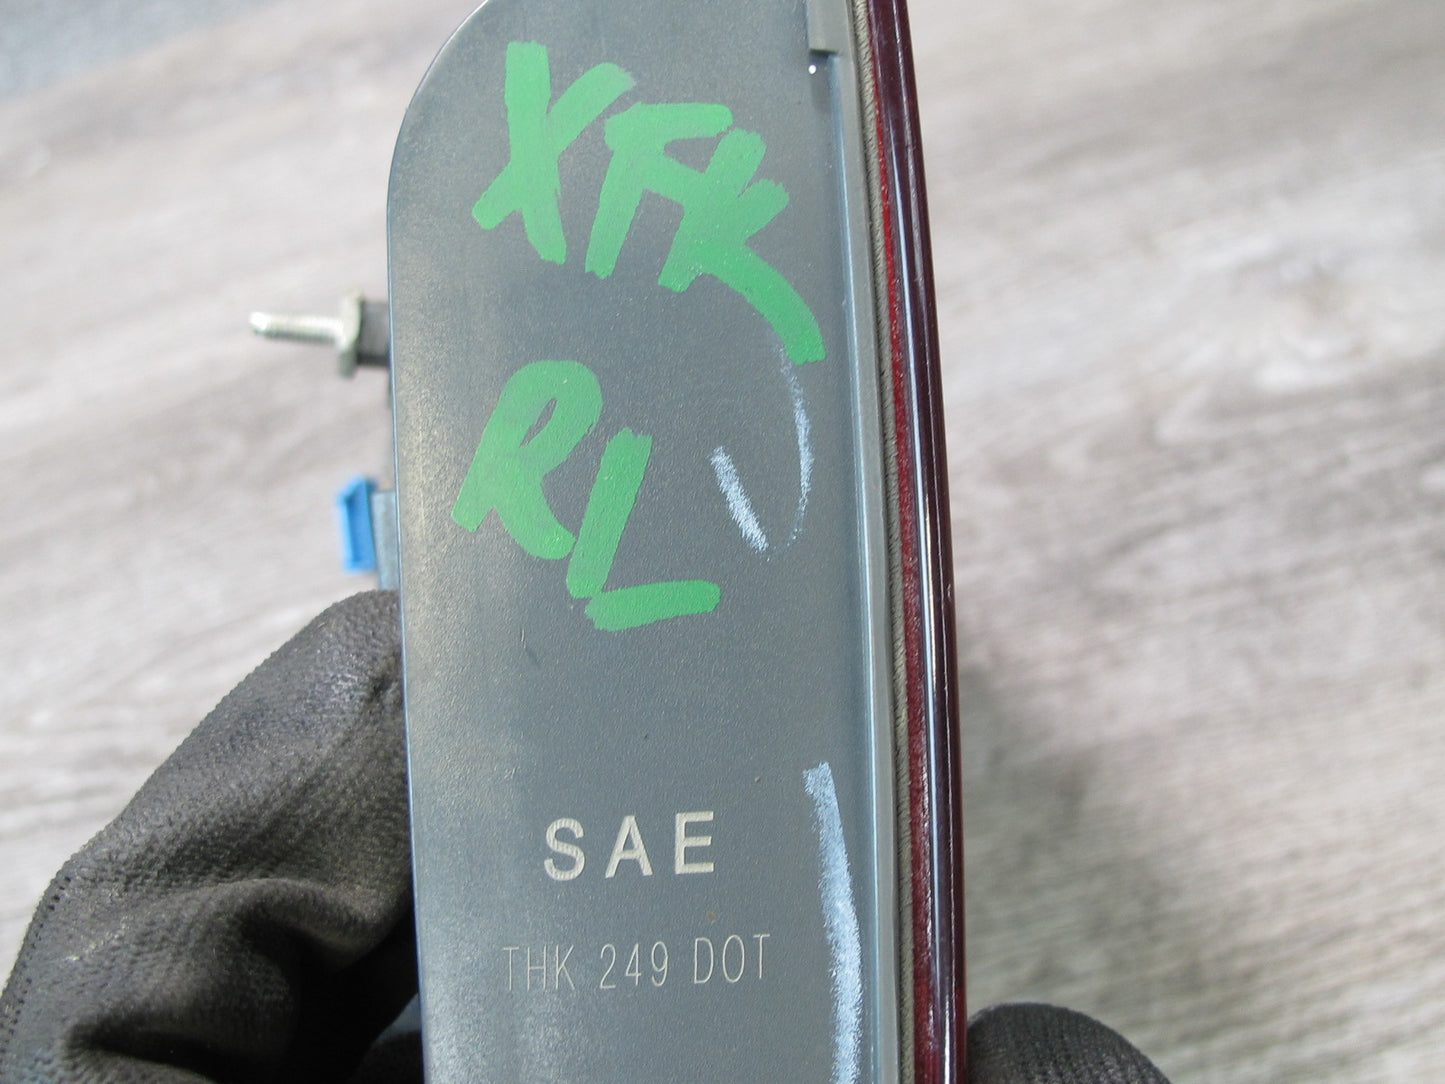 XFK
RL
SAE
THK 249 DOT